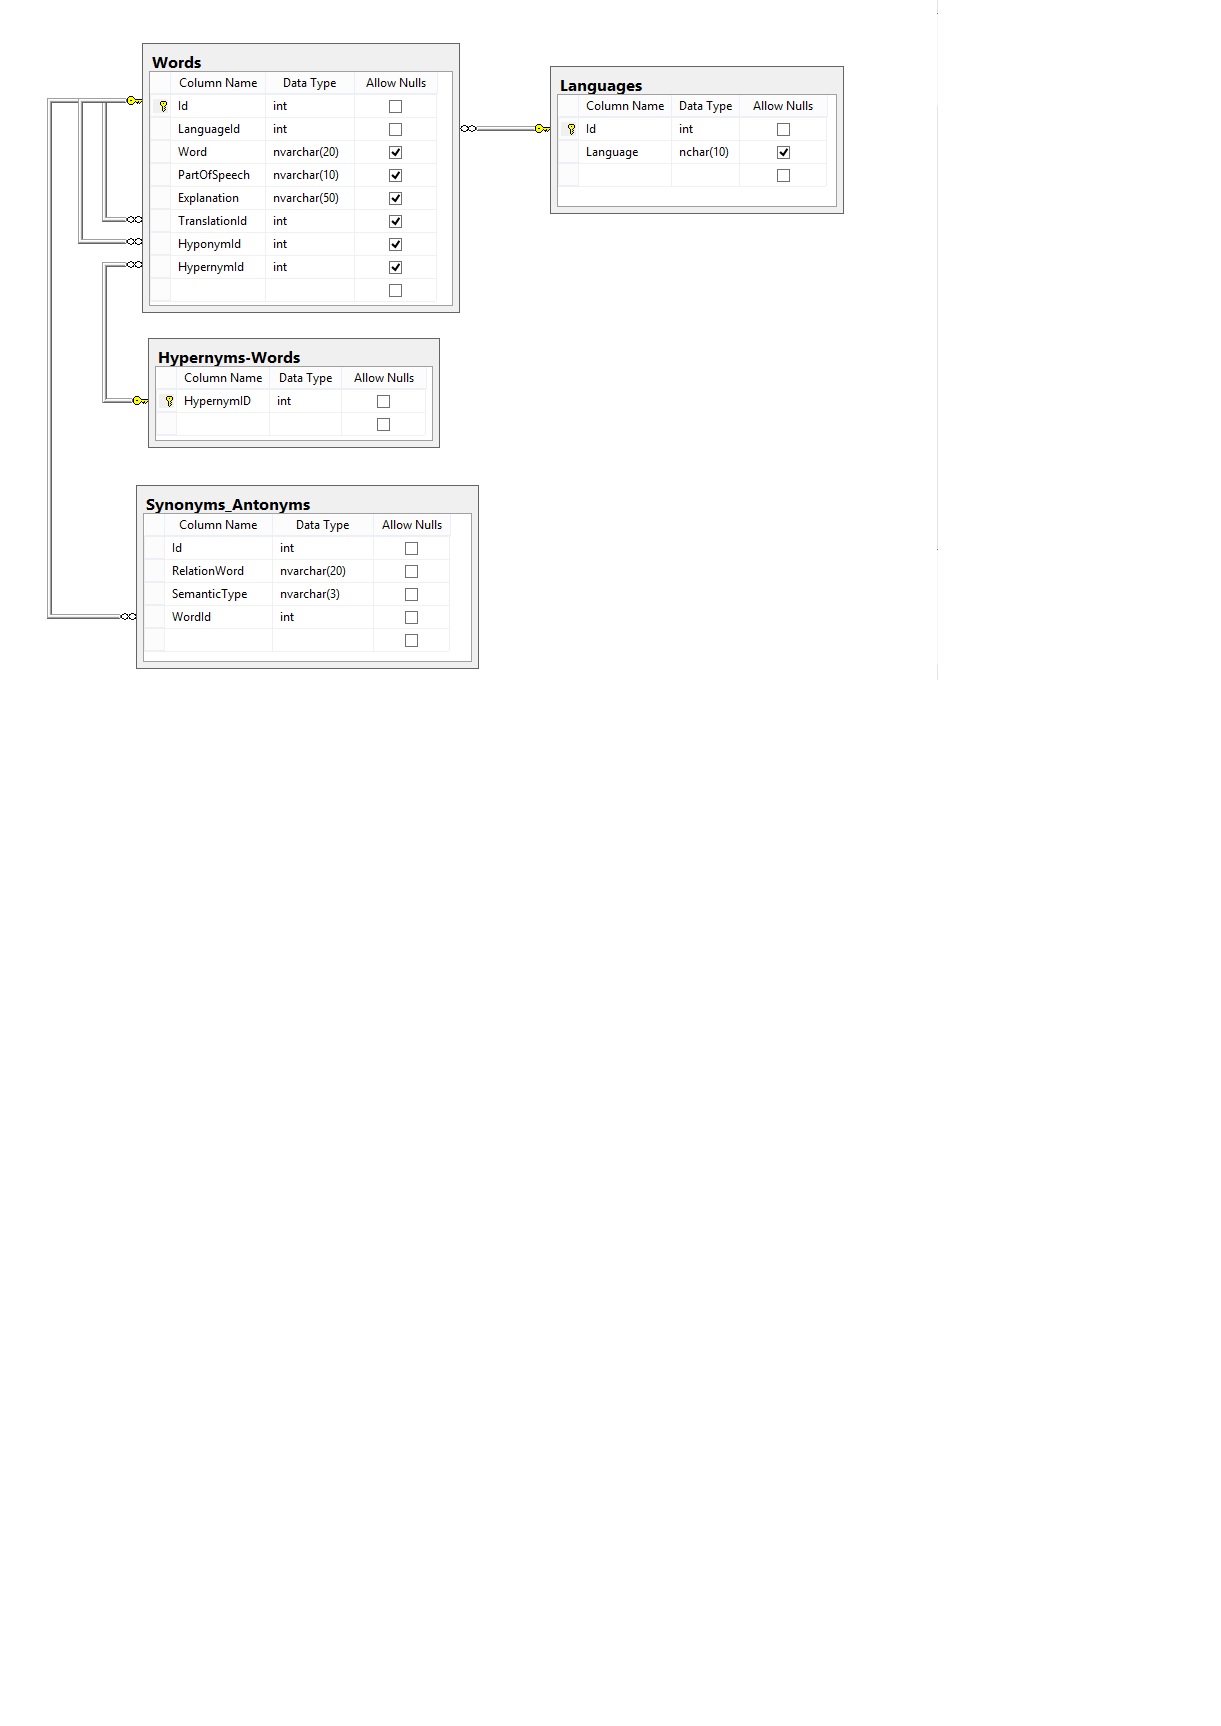 Words
Column Name Data Type Allow Nulls
Id int
LanguageId int
Word nvarchar(20)
PartOfSpeech nvarchar(10)
Explanation nvarchar(50)
TranslationId int
HyponymId int
HypernymId int
Languages
Column Name Data Type Allow Nulls
Id int
Language nchar(10)
Hypernyms-Words
Column Name Data Type Allow Nulls
HypernymID int
Synonyms_Antonyms
Column Name Data Type Allow Nulls
Id int
RelationWord nvarchar(20)
SemanticType nvarchar(3)
WordId int